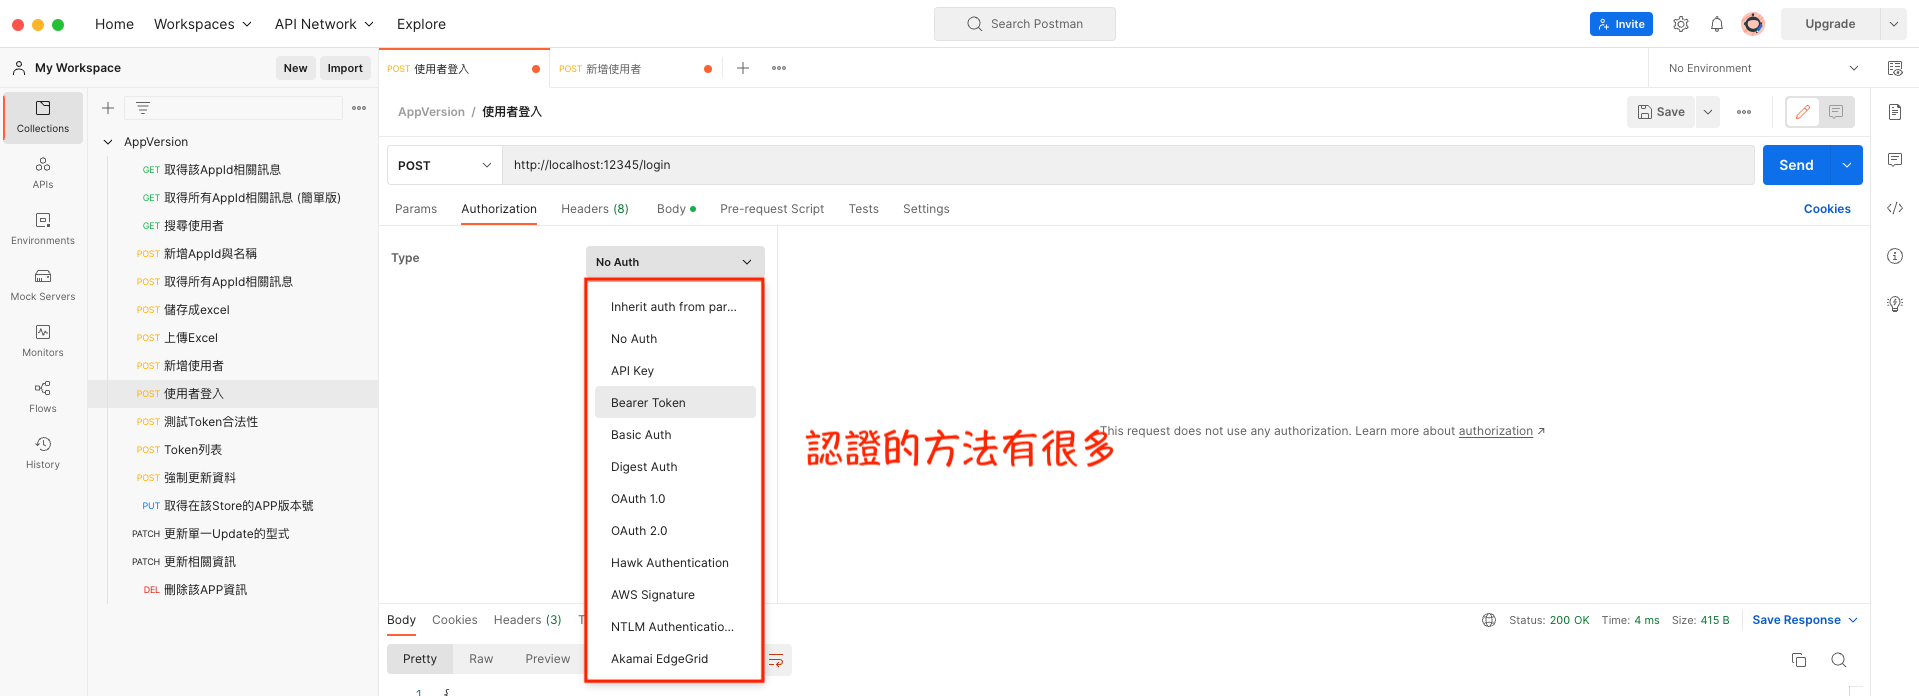 Home Workspaces API Network Explore Search Postman Invite Upgrade
My Workspace New Import
POST 使用者登入 POST 新增使用者 No Environment
Collections
APIs
Environments
Mock Servers
Monitors
Flows
History
AppVersion
GET 取得該AppId相關訊息
GET 取得所有AppId相關訊息 (簡單版)
GET 搜尋使用者
POST 新增AppId與名稱
POST 取得所有AppId相關訊息
POST 儲存成excel
POST 上傳Excel
POST 新增使用者
POST 使用者登入
POST 測試Token合法性
POST Token列表
POST 強制更新資料
PUT 取得在該Store的APP版本號
PATCH 更新單一Update的型式
PATCH 更新相關資訊
DEL 刪除該APP資訊
AppVersion / 使用者登入 Save
POST http://localhost:12345/login Send
Params Authorization Headers (8) Body Pre-request Script Tests Settings Cookies
Type No Auth
Inherit auth from par...
No Auth
API Key
Bearer Token
Basic Auth
Digest Auth
OAuth 1.0
OAuth 2.0
Hawk Authentication
AWS Signature
NTLM Authenticatio...
Akamai EdgeGrid
認證的方法有很多
This request does not use any authorization. Learn more about authorization ↗
Body Cookies Headers (3) T Status: 200 OK Time: 4 ms Size: 415 B Save Response
Pretty Raw Preview
1 {